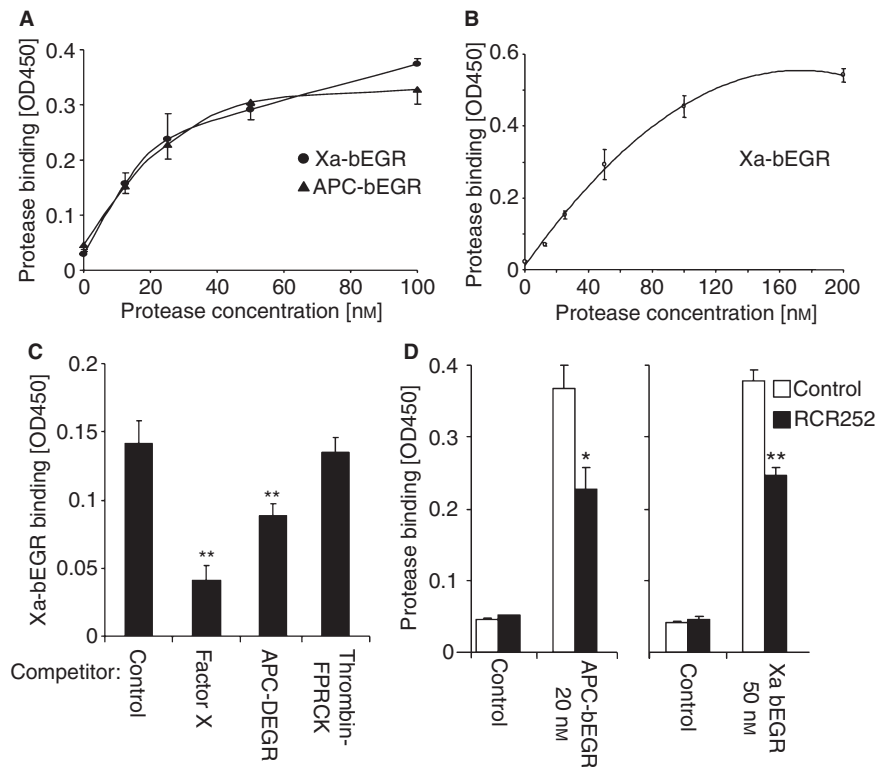 A
Protease binding [OD450]
0.4
0.3
0.2
0.1
0
0
20
40
60
80
100
Xa-bEGR
APC-bEGR
Protease concentration [nM]
B
Protease binding [OD450]
0.6
0.4
0.2
0
0
40
80
120
160
200
Xa-bEGR
Protease concentration [nM]
C
Xa-bEGR binding [OD450]
0.2
0.15
0.1
0.05
0
**
**
Competitor:
Control
Factor X
APC-DEGR
Thrombin-
FPRCK
D
Protease binding [OD450]
0.4
0.3
0.2
0.1
0
*
**
Control
RCR252
Control
APC-bEGR
20 nM
Control
Xa bEGR
50 nM